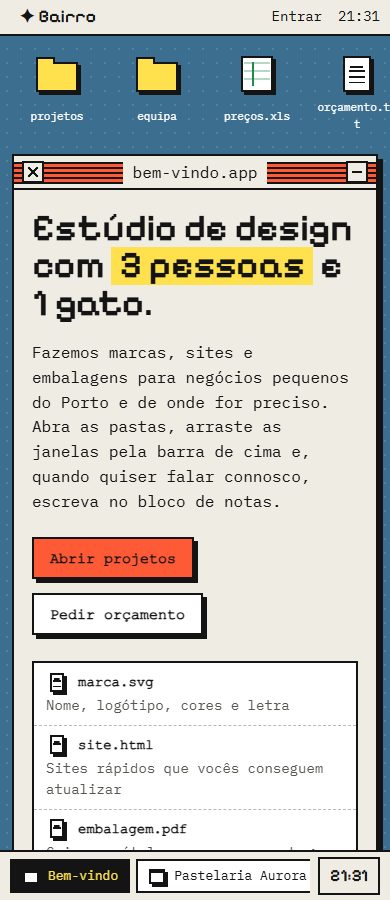 Bairro
Entrar 21:31
projetos
equipa
preços.xls
orçamento.t
t
bem-vindo.app
Estúdio de design
com 3 pessoas e
1 gato.
Fazemos marcas, sites e
embalagens para negócios pequenos
do Porto e de onde for preciso.
Abra as pastas, arraste as
janelas pela barra de cima e,
quando quiser falar connosco,
escreva no bloco de notas.
Abrir projetos
Pedir orçamento
marca.svg
Nome, logótipo, cores e letra
site.html
Sites rápidos que vocês conseguem
atualizar
embalagem.pdf
Bem-vindo
Pastelaria Aurora
21:31